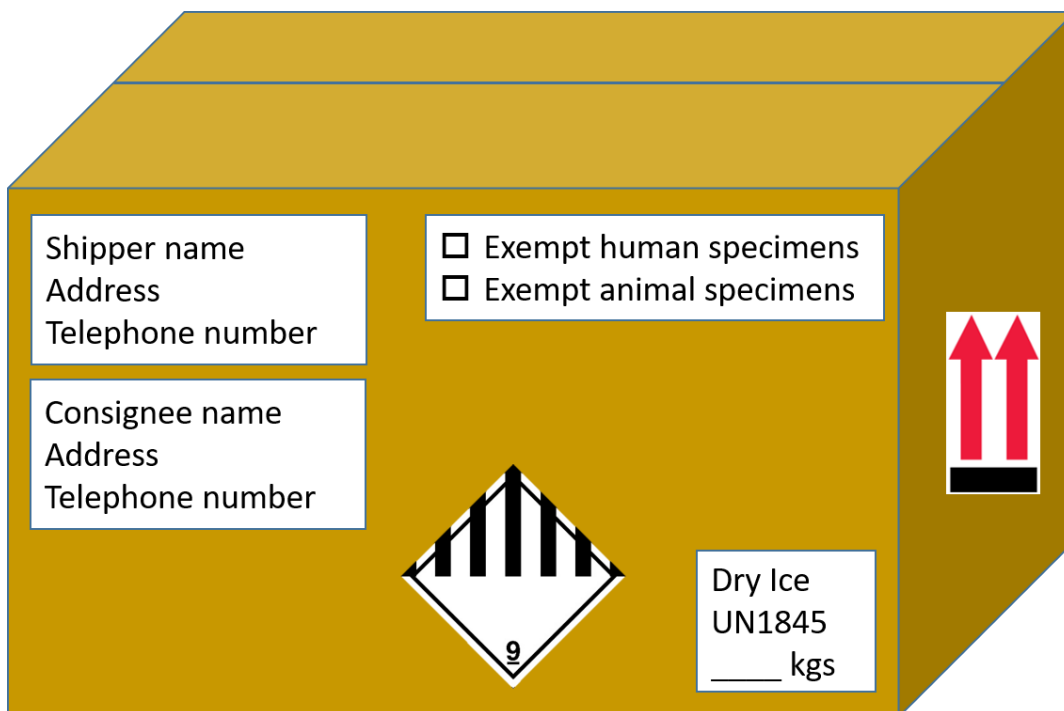 Shipper name
Address
Telephone number
☐ Exempt human specimens
☐ Exempt animal specimens
Consignee name
Address
Telephone number
9
Dry Ice
UN1845
____ kgs